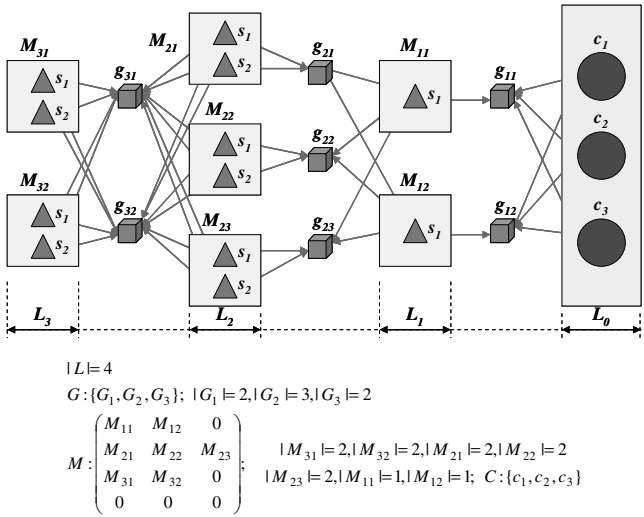 M31
s1
s2
M32
s1
s2
g31
g32
M21
s1
s2
M22
s1
s2
M23
s1
s2
g21
g22
g23
M11
s1
M12
s1
g11
g12
c1
c2
c3
L3
L2
L1
L0
|L|=4
G:{G1,G2,G3}; |G1|=2,|G2|=3,|G3|=2
M11 M12 0
M21 M22 M23
M: ; |M31|=2,|M32|=2,|M21|=2,|M22|=2
M31 M32 0
|M23|=2,|M11|=1,|M12|=1; C:{c1,c2,c3}
0 0 0